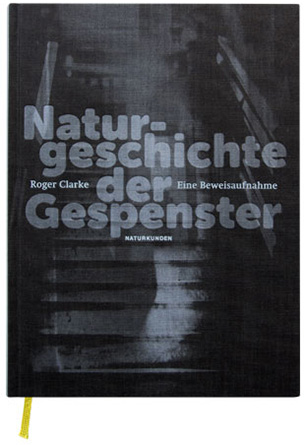 Natur-
geschichte
Roger Clarke der Eine Beweisaufnahme
Gespenster
NATURKUNDEN